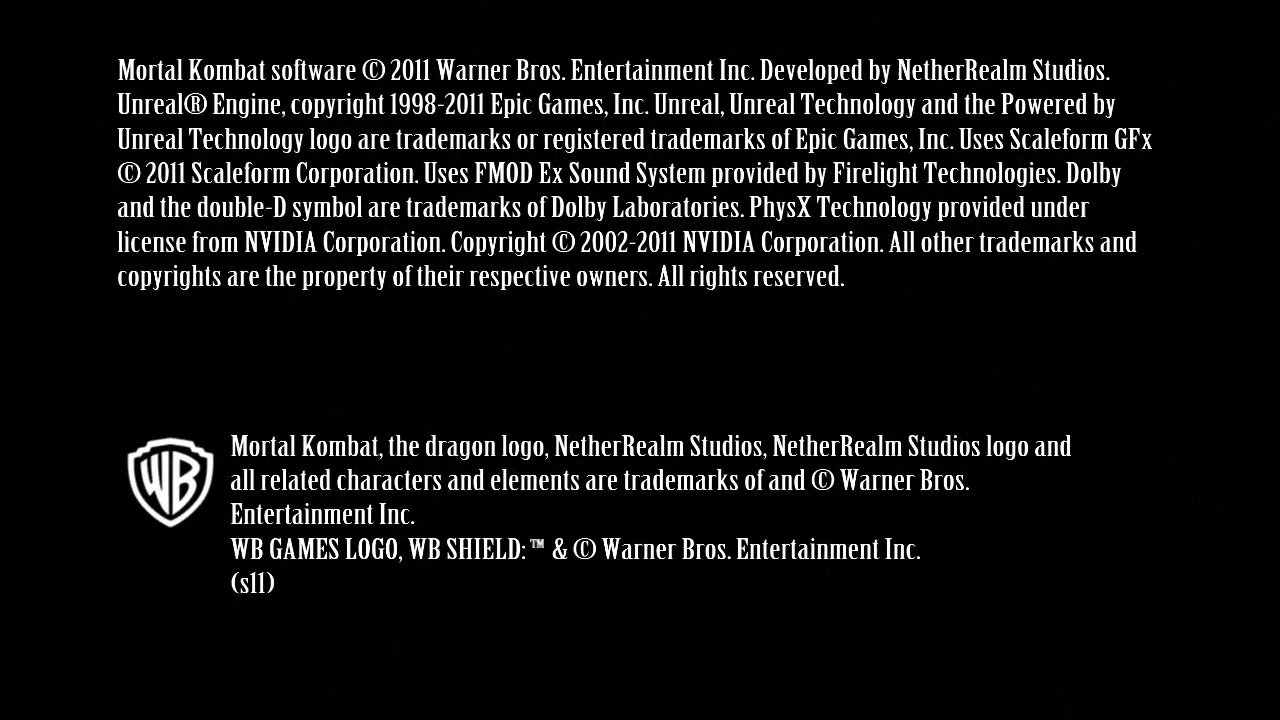 Mortal Kombat software © 2011 Warner Bros. Entertainment Inc. Developed by NetherRealm Studios.
Unreal® Engine, copyright 1998-2011 Epic Games, Inc. Unreal, Unreal Technology and the Powered by
Unreal Technology logo are trademarks or registered trademarks of Epic Games, Inc. Uses Scaleform GFx
© 2011 Scaleform Corporation. Uses FMOD Ex Sound System provided by Firelight Technologies. Dolby
and the double-D symbol are trademarks of Dolby Laboratories. PhysX Technology provided under
license from NVIDIA Corporation. Copyright © 2002-2011 NVIDIA Corporation. All other trademarks and
copyrights are the property of their respective owners. All rights reserved.
WB
Mortal Kombat, the dragon logo, NetherRealm Studios, NetherRealm Studios logo and
all related characters and elements are trademarks of and © Warner Bros.
Entertainment Inc.
WB GAMES LOGO, WB SHIELD: ™ & © Warner Bros. Entertainment Inc.
(s11)